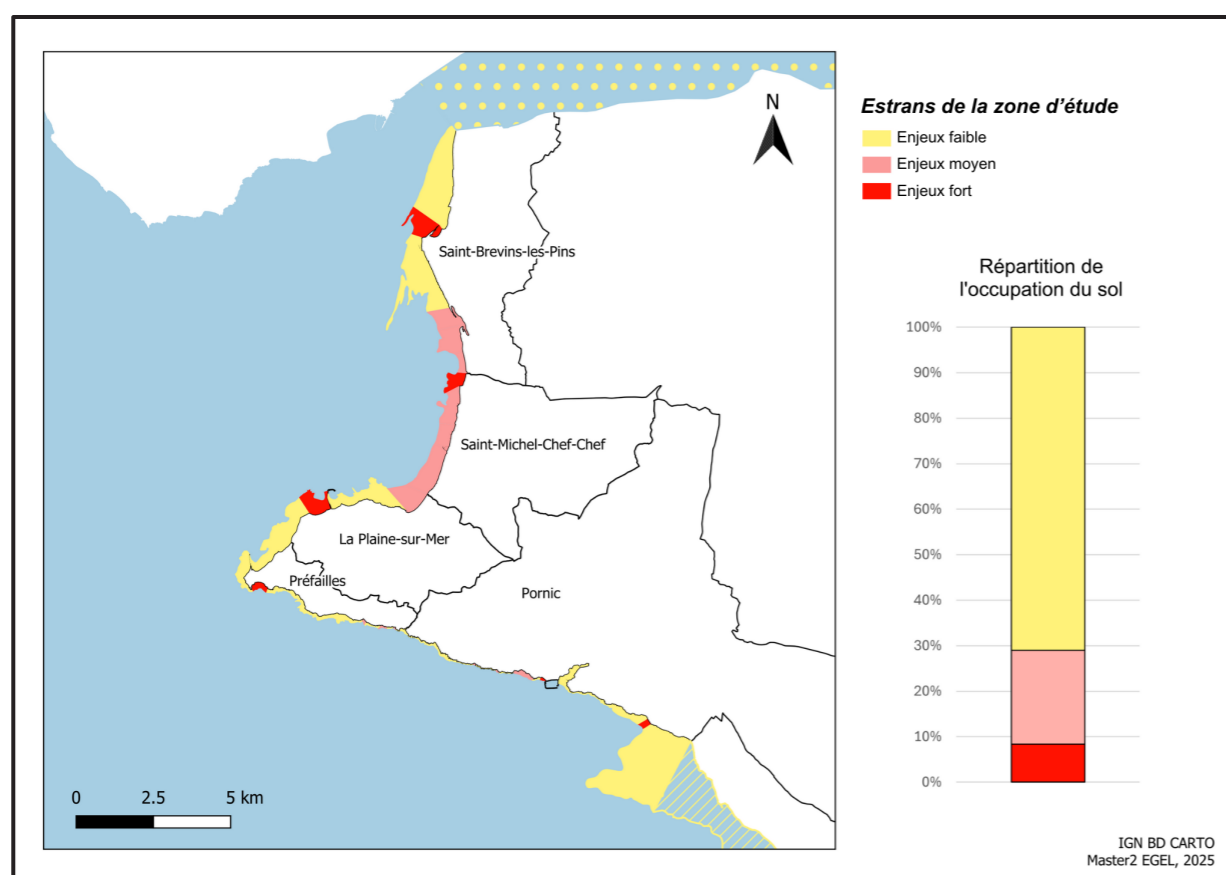 N
Saint-Brevins-les-Pins
Saint-Michel-Chef-Chef
La Plaine-sur-Mer
Préfailles
Pornic
0 2.5 5 km
Estrans de la zone d'étude
Enjeux faible
Enjeux moyen
Enjeux fort
Répartition de
l'occupation du sol
100%
90%
80%
70%
60%
50%
40%
30%
20%
10%
0%
IGN BD CARTO
Master2 EGEL, 2025